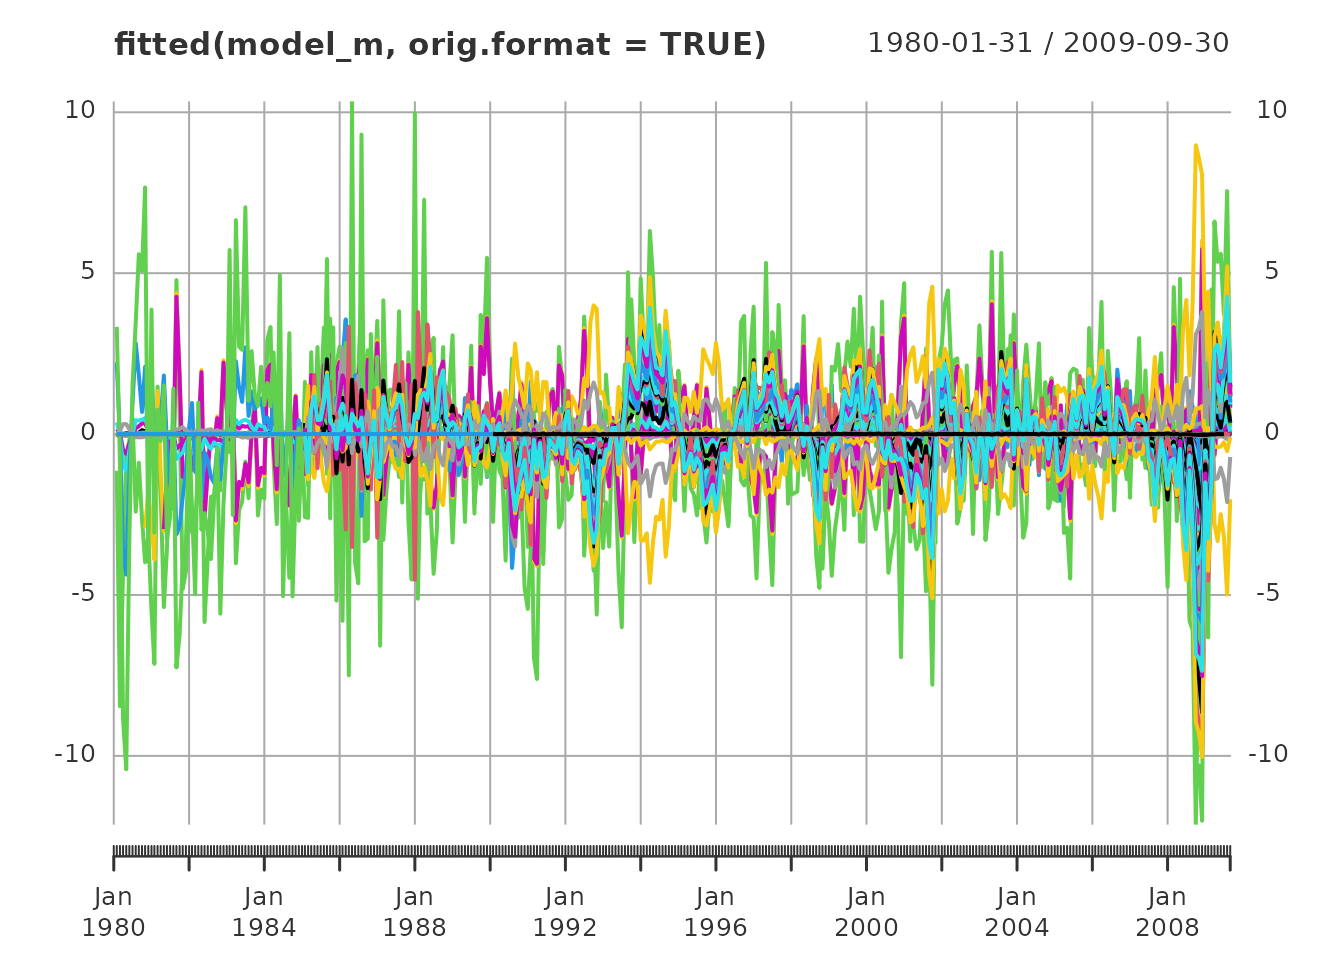 fitted(model_m, orig.format = TRUE) 1980-01-31 / 2009-09-30
10 10
5 5
0 0
-5 -5
-10 -10
Jan Jan Jan Jan Jan Jan Jan Jan
1980 1984 1988 1992 1996 2000 2004 2008